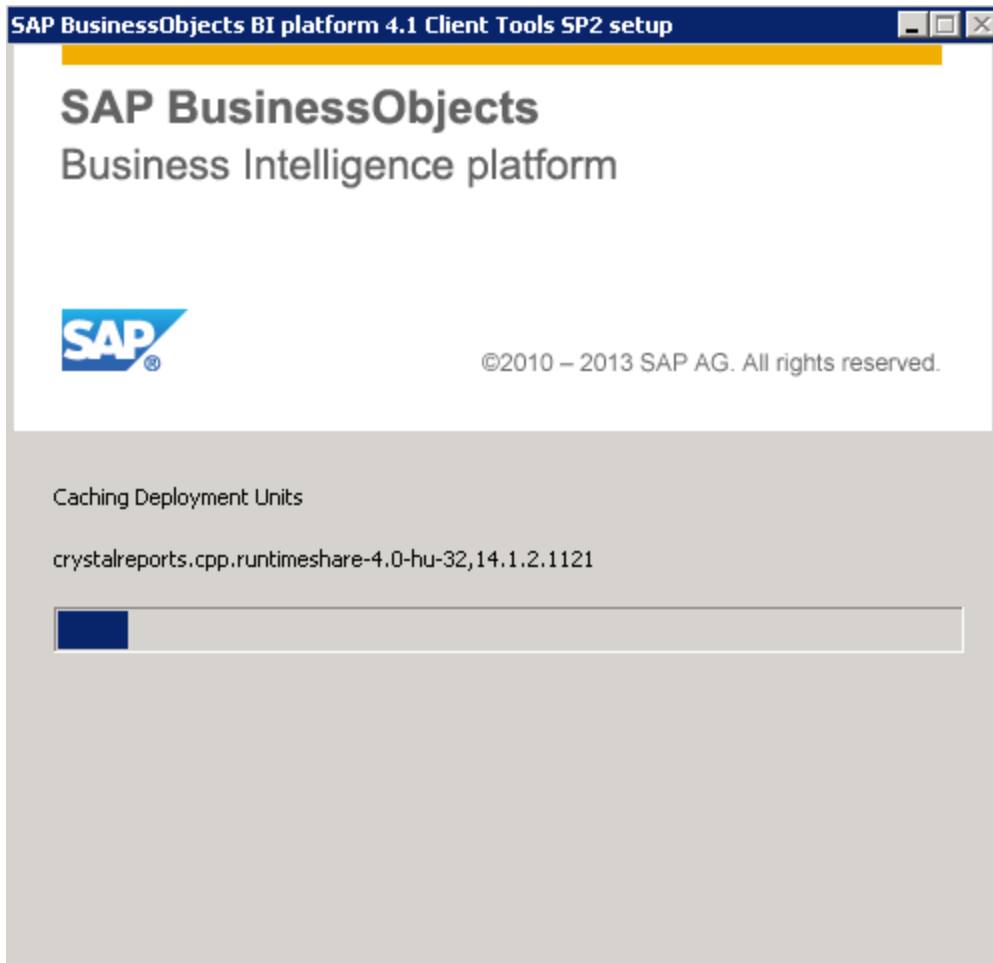 SAP BusinessObjects BI platform 4.1 Client Tools SP2 setup
SAP BusinessObjects
Business Intelligence platform
SAP®
©2010 – 2013 SAP AG. All rights reserved.
Caching Deployment Units
crystalreports.cpp.runtimeshare-4.0-hu-32,14.1.2.1121